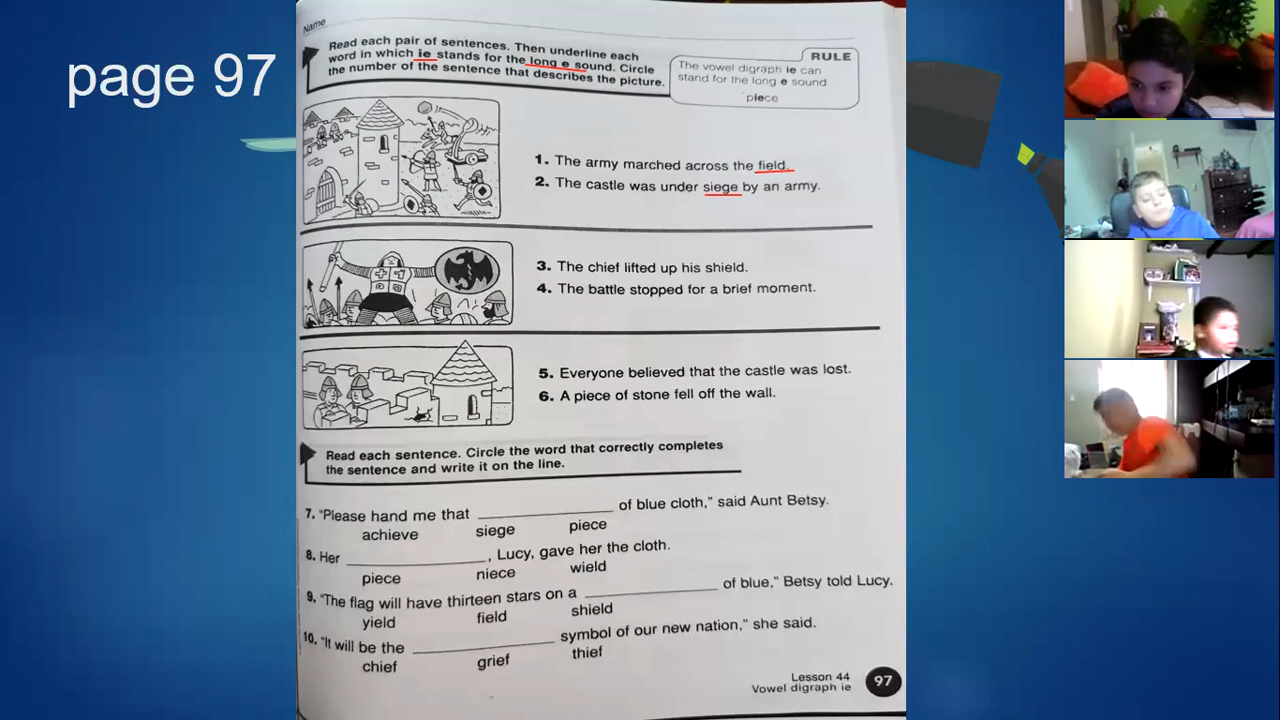 page 97
Name
Read each pair of sentences. Then underline each
word in which ie stands for the long e sound. Circle
the number of the sentence that describes the picture.
RULE
The vowel digraph ie can
stand for the long e sound.
piece
1. The army marched across the field.
2. The castle was under siege by an army.
3. The chief lifted up his shield.
4. The battle stopped for a brief moment.
5. Everyone believed that the castle was lost.
6. A piece of stone fell off the wall.
Read each sentence. Circle the word that correctly completes
the sentence and write it on the line.
7. "Please hand me that ____________ of blue cloth," said Aunt Betsy.
achieve siege piece
8. Her ____________, Lucy, gave her the cloth.
piece niece wield
9. "The flag will have thirteen stars on a ____________ of blue," Betsy told Lucy.
yield field shield
10. "It will be the ____________ symbol of our new nation," she said.
chief grief thief
Lesson 44
Vowel digraph ie
97